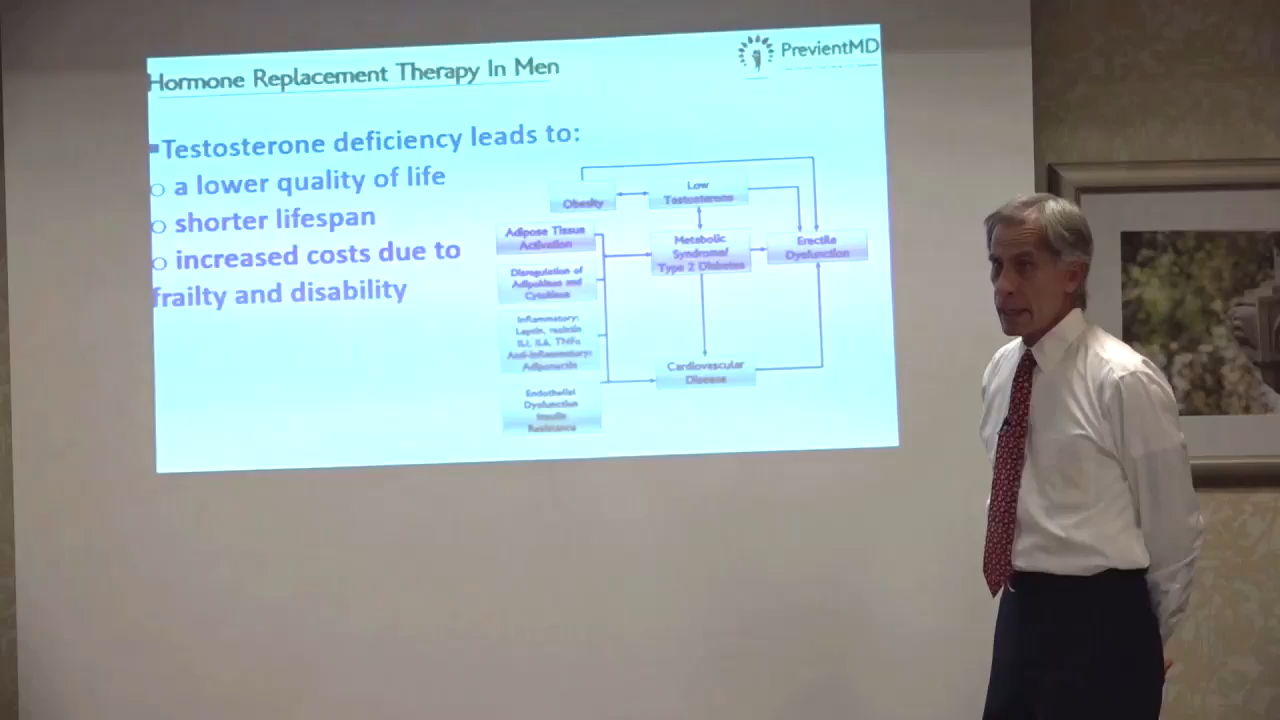 Hormone Replacement Therapy In Men
PrevientMD
Testosterone deficiency leads to:
a lower quality of life
shorter lifespan
increased costs due to
frailty and disability
Low
Testosterone
Obesity
Adipose Tissue
Activation
Metabolic
Syndrome/
Type 2 Diabetes
Erectile
Dysfunction
Disregulation of
Adipokines and
Cytokines
Inflammatory:
Leptin, resistin
IL1, IL6, TNFα
Anti-inflammatory:
Adiponectin
Cardiovascular
Disease
Endothelial
Dysfunction
Insulin
Resistance